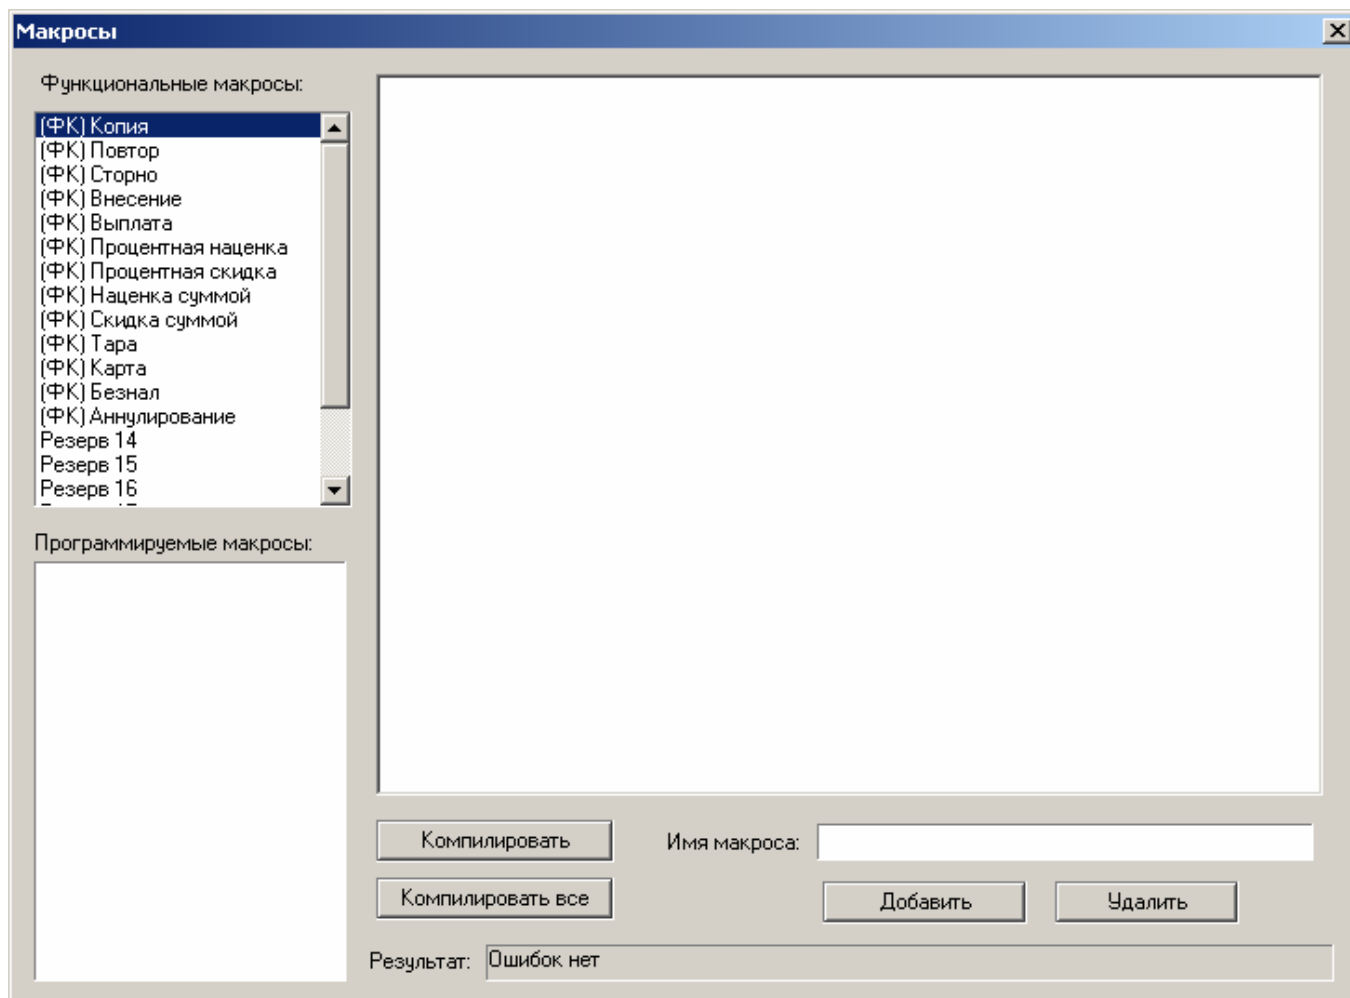 Макросы
Функциональные макросы:
(ФК) Копия
(ФК) Повтор
(ФК) Сторно
(ФК) Внесение
(ФК) Выплата
(ФК) Процентная наценка
(ФК) Процентная скидка
(ФК) Наценка суммой
(ФК) Скидка суммой
(ФК) Тара
(ФК) Карта
(ФК) Безнал
(ФК) Аннулирование
Резерв 14
Резерв 15
Резерв 16
Программируемые макросы:
Компилировать
Имя макроса:
Компилировать все
Добавить
Удалить
Результат:
Ошибок нет